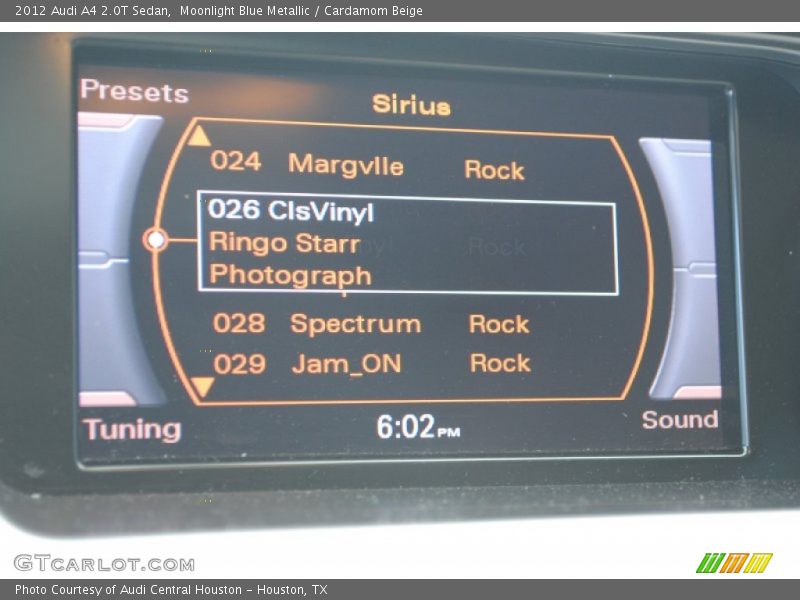 2012 Audi A4 2.0T Sedan,  Moonlight Blue Metallic / Cardamom Beige
Presets
Sirius
024 Margvlle Rock
026 ClsVinyl
Ringo Starr
Photograph
Rock
028 Spectrum Rock
029 Jam_ON Rock
Tuning
6:02PM
Sound
GTCARLOT.COM
Photo Courtesy of Audi Central Houston - Houston, TX